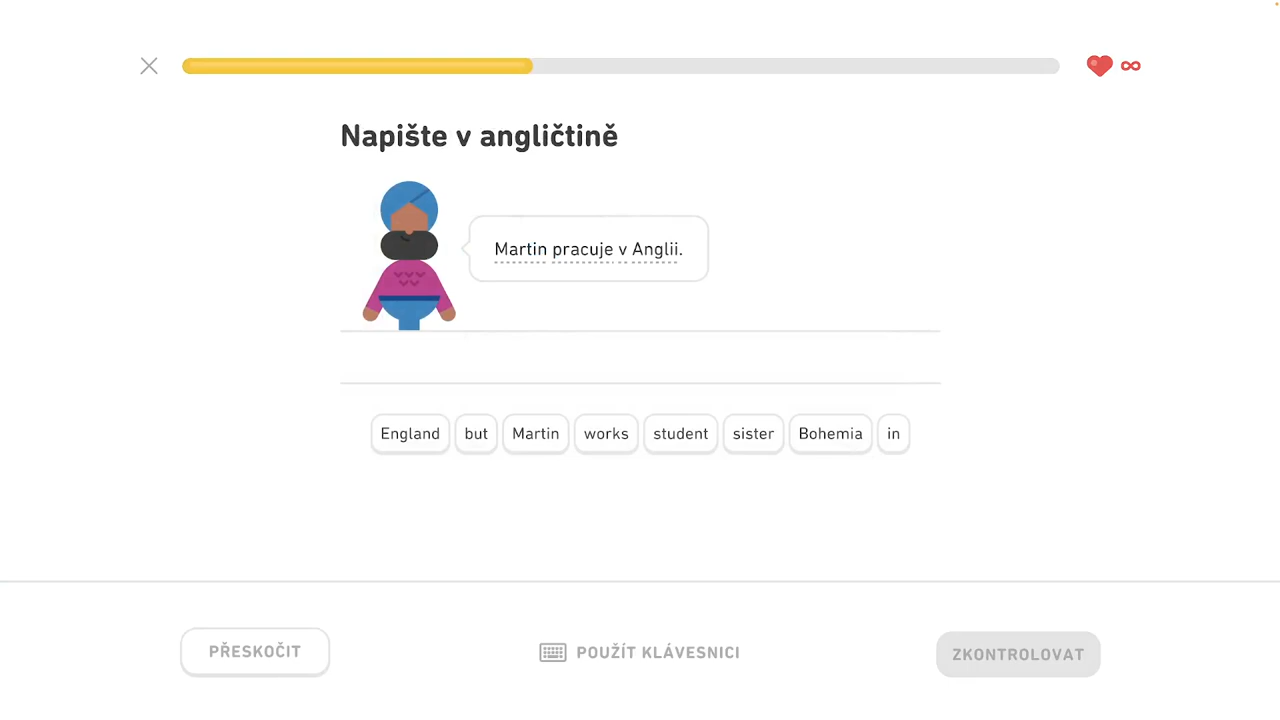 ∞
Napište v angličtině
Martin pracuje v Anglii.
England but Martin works student sister Bohemia in
PŘESKOČIT POUŽÍT KLÁVESNICI ZKONTROLOVAT